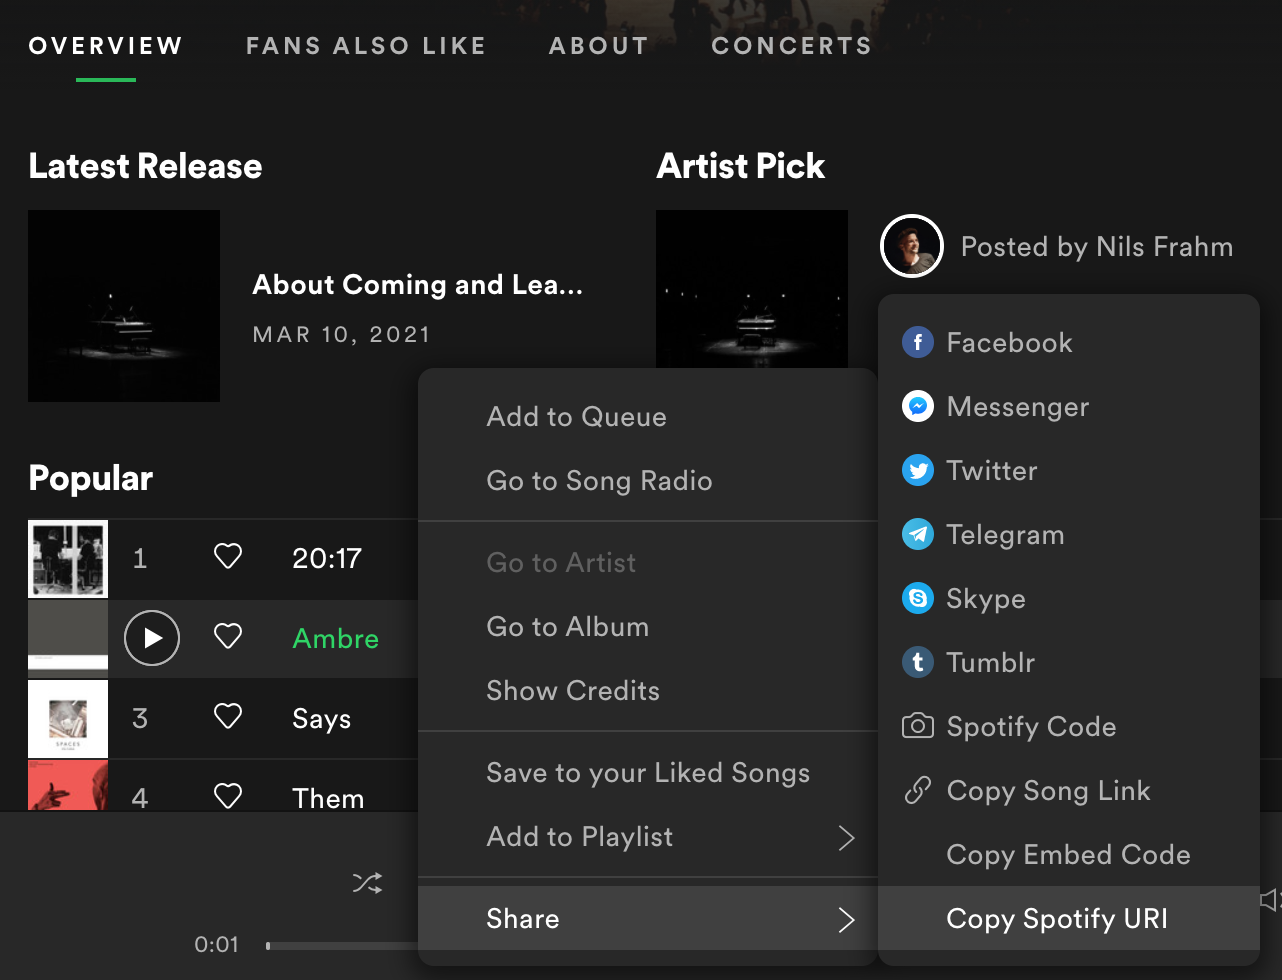 OVERVIEW FANS ALSO LIKE ABOUT CONCERTS
Latest Release
About Coming and Lea...
MAR 10, 2021
Artist Pick
Posted by Nils Frahm
Popular
1 20:17
Ambre
3 Says
SPACES
4 Them
0:01
Add to Queue
Go to Song Radio
Go to Artist
Go to Album
Show Credits
Save to your Liked Songs
Add to Playlist
Share
Facebook
Messenger
Twitter
Telegram
Skype
Tumblr
Spotify Code
Copy Song Link
Copy Embed Code
Copy Spotify URI